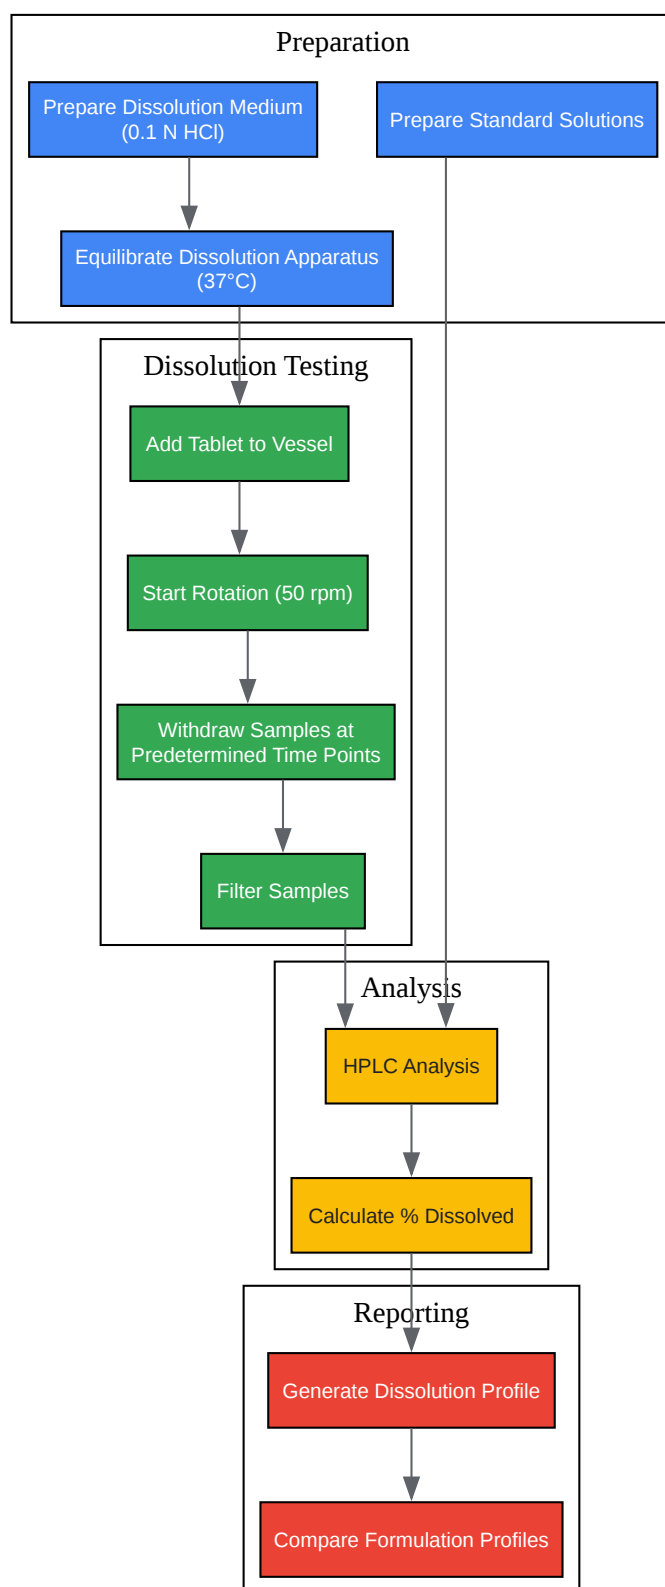 Preparation
Prepare Dissolution Medium
(0.1 N HCl)
Prepare Standard Solutions
Equilibrate Dissolution Apparatus
(37°C)
Dissolution Testing
Add Tablet to Vessel
Start Rotation (50 rpm)
Withdraw Samples at
Predetermined Time Points
Filter Samples
Analysis
HPLC Analysis
Calculate % Dissolved
Reporting
Generate Dissolution Profile
Compare Formulation Profiles